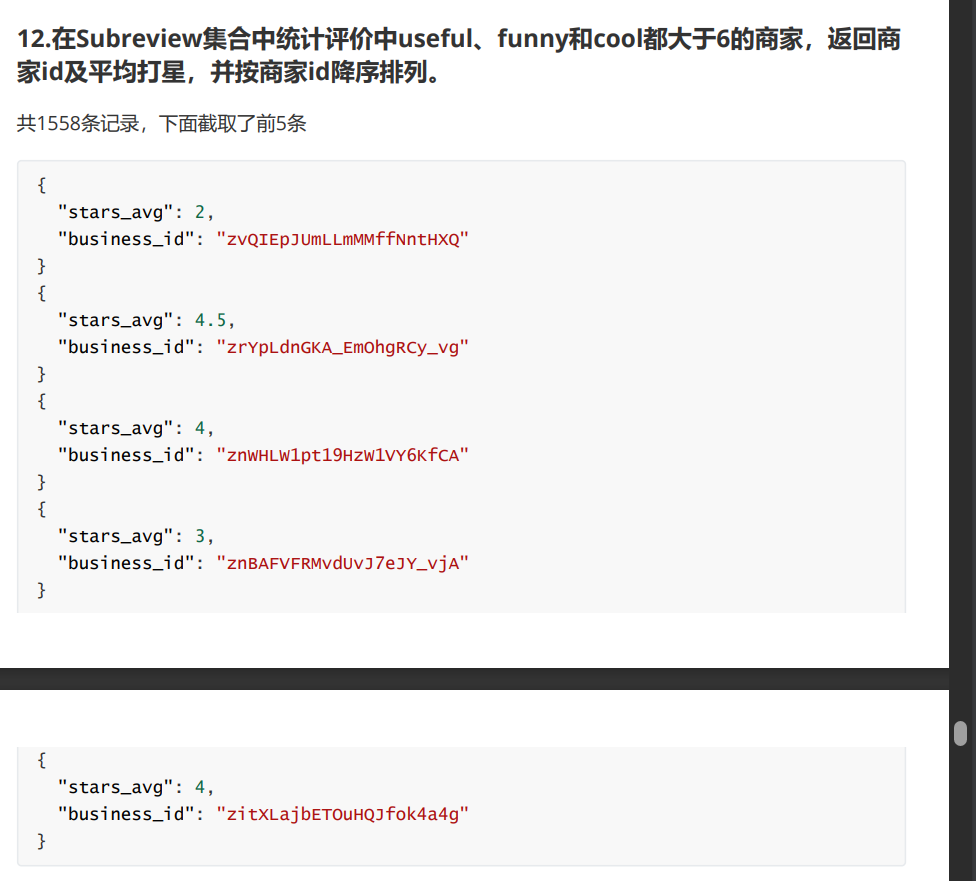 12.在Subreview集合中统计评价中useful、funny和cool都大于6的商家，返回商
家id及平均打星，并按商家id降序排列。
共1558条记录，下面截取了前5条
{
"stars_avg": 2,
"business_id": "zvQIEpJUmLLmMMffNntHXQ"
}
{
"stars_avg": 4.5,
"business_id": "zrYpLdnGKA_EmOhgRCy_vg"
}
{
"stars_avg": 4,
"business_id": "znWHLW1pt19HzW1VY6KfCA"
}
{
"stars_avg": 3,
"business_id": "znBAFVFRMvdUvJ7eJY_vjA"
}
{
"stars_avg": 4,
"business_id": "zitXLajbETOuHQJfok4a4g"
}